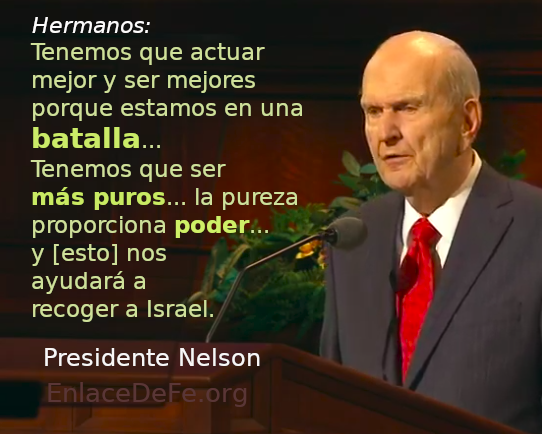 Hermanos:
Tenemos que actuar
mejor y ser mejores
porque estamos en una
batalla...
Tenemos que ser
más puros... la pureza
proporciona poder...
y [esto] nos
ayudará a
recoger a Israel.
Presidente Nelson
EnlaceDeFe.org